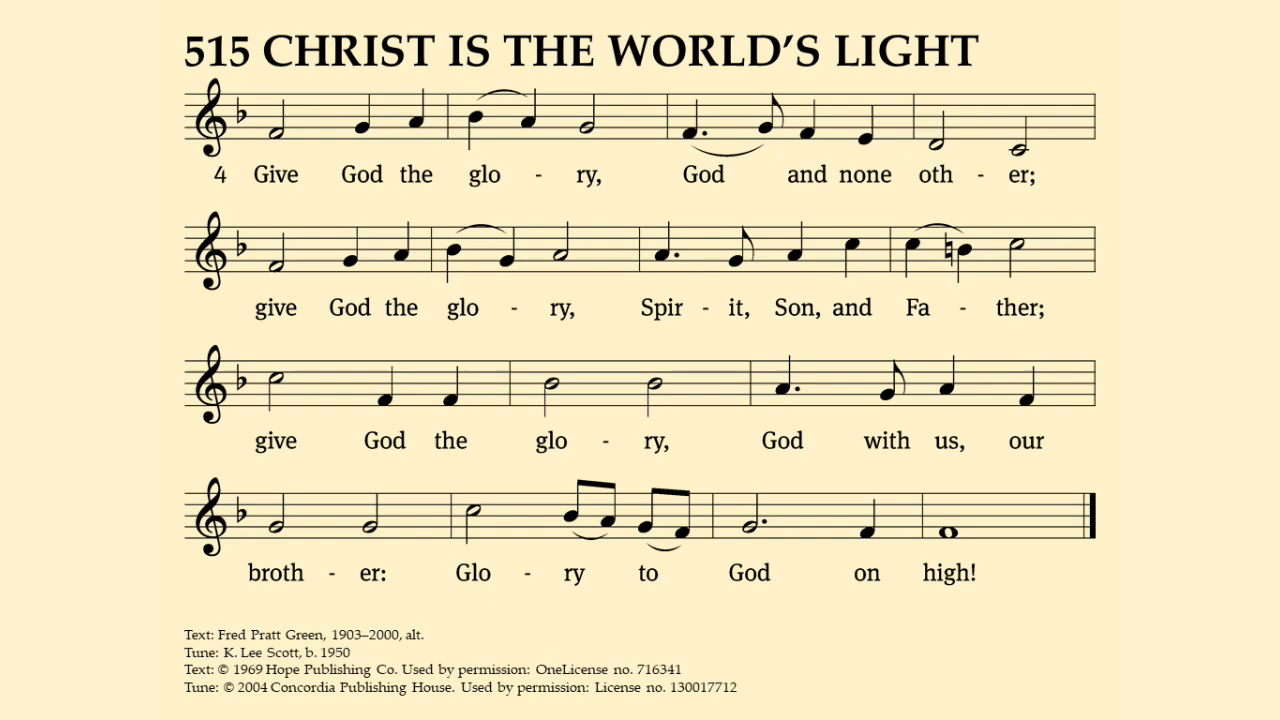 515 CHRIST IS THE WORLD’S LIGHT
4 Give God the glo - ry, God and none oth - er;
give God the glo - ry, Spir - it, Son, and Fa - ther;
give God the glo - ry, God with us, our
broth - er: Glo - ry to God on high!
Text: Fred Pratt Green, 1903–2000, alt.
Tune: K. Lee Scott, b. 1950
Text: © 1969 Hope Publishing Co. Used by permission: OneLicense no. 716341
Tune: © 2004 Concordia Publishing House. Used by permission: License no. 130017712